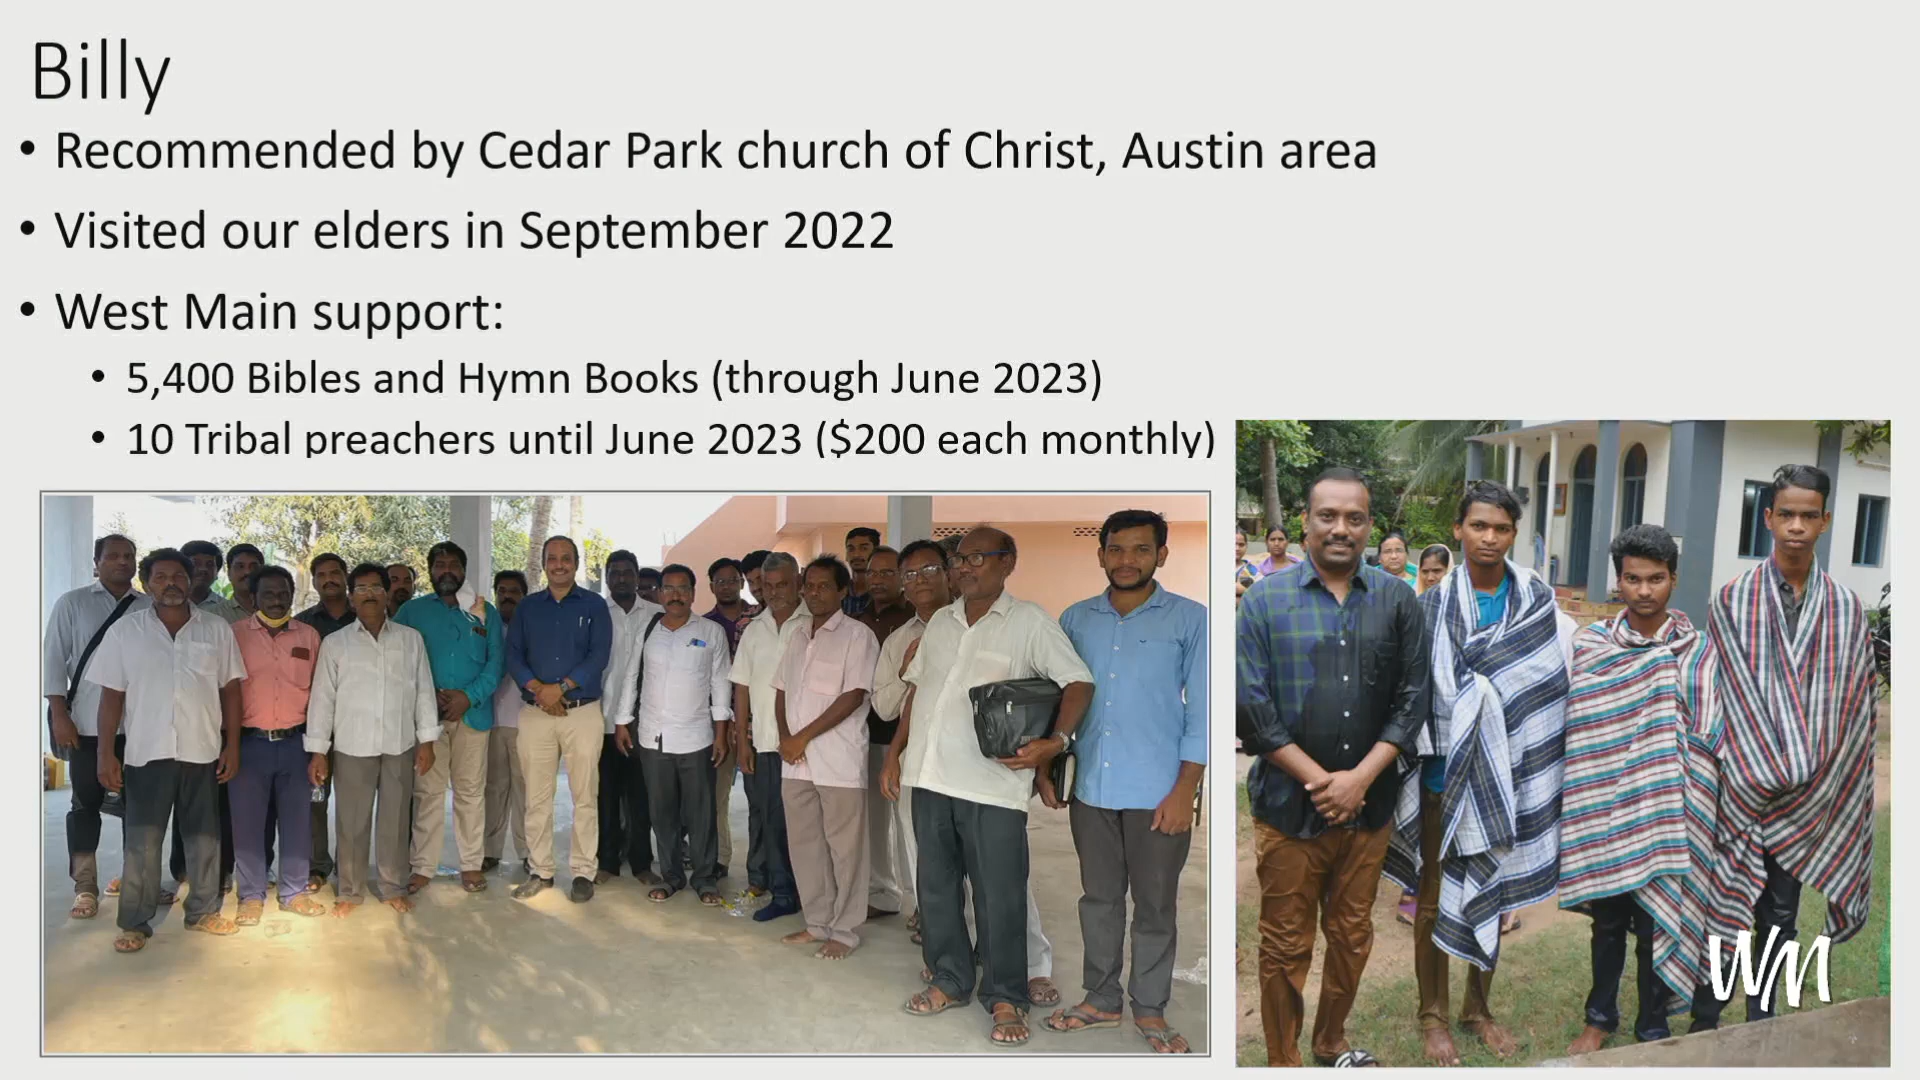 Billy
• Recommended by Cedar Park church of Christ, Austin area
• Visited our elders in September 2022
• West Main support:
• 5,400 Bibles and Hymn Books (through June 2023)
• 10 Tribal preachers until June 2023 ($200 each monthly)
WM